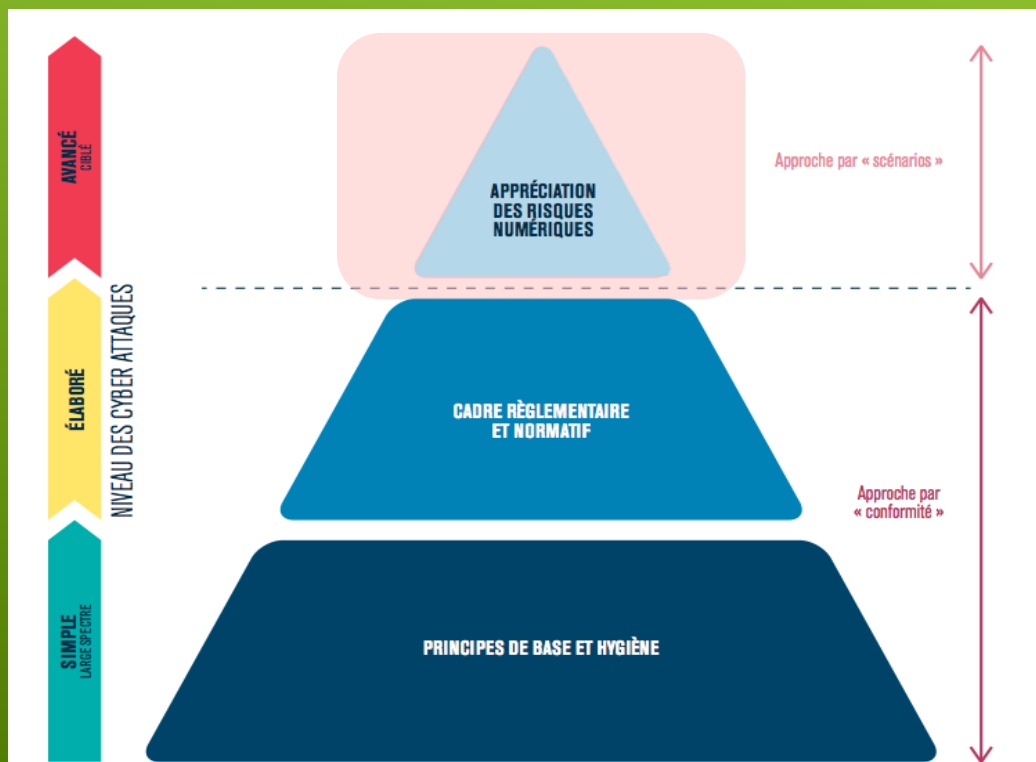 AVANCÉ
CIBLÉ
ÉLABORÉ
SIMPLE
LARGE SPECTRE
NIVEAU DES CYBER ATTAQUES
APPRÉCIATION
DES RISQUES
NUMÉRIQUES
CADRE RÈGLEMENTAIRE
ET NORMATIF
PRINCIPES DE BASE ET HYGIÈNE
Approche par « scénarios »
Approche par
« conformité »